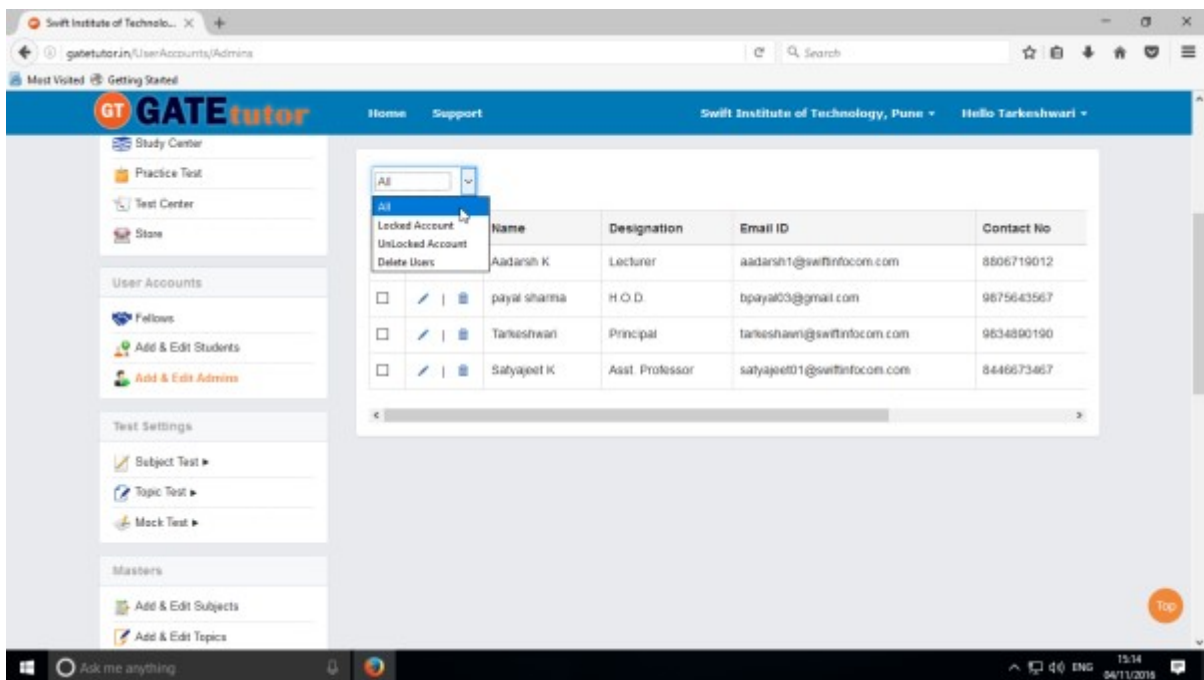 Swift Institute of Technolo...
gatetutor.in/UserAccounts/Admins
Search
Most Visited Getting Started
GT GATEtutor Home Support Swift Institute of Technology, Pune Hello Tarkeshwari
Study Center
Practice Test
Test Center
Store
User Accounts
Fellows
Add & Edit Students
Add & Edit Admins
Test Settings
Subject Test
Topic Test
Mock Test
Masters
Add & Edit Subjects
Add & Edit Topics
All
All
Locked Account
UnLocked Account
Delete Users
Name Designation Email ID Contact No
Aadarsh K Lecturer aadarsh1@swiftinfocom.com 8806719012
payal sharma H.O.D. bpayal03@gmail.com 9875643567
Tarkeshwari Principal tarkeshawri@swiftinfocom.com 9834890190
Satyajeet K Asst. Professor satyajeet01@swiftinfocom.com 8446673467
Top
Ask me anything
ENG 15:14
04/11/2016